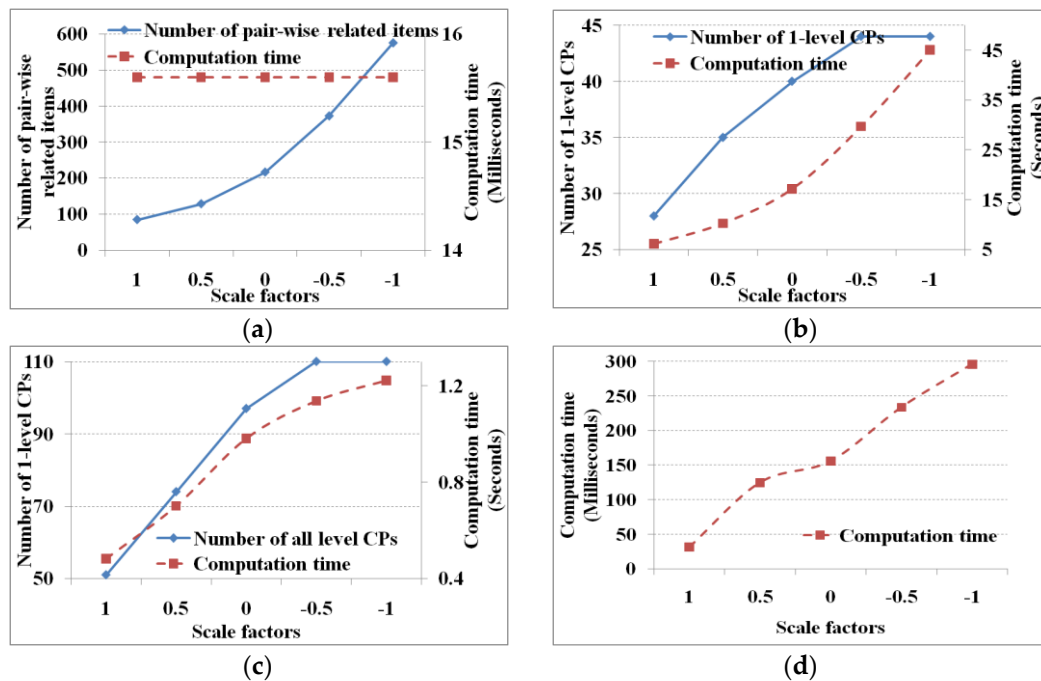 Number of pair-wise related items
Computation time
600
500
400
300
200
100
0
Number of pair-wise
related items
16
15
14
Computation time
(Milliseconds)
1 0.5 0 -0.5 -1
Scale factors
(a)
Number of 1-level CPs
Computation time
45
40
35
30
25
Number of 1-level CPs
45
35
25
15
5
Computation time
(Seconds)
1 0.5 0 -0.5 -1
Scale factors
(b)
110
90
70
50
Number of 1-level CPs
Number of all level CPs
Computation time
1.2
0.8
0.4
Computation time
(Seconds)
1 0.5 0 -0.5 -1
Scale factors
(c)
300
250
200
150
100
50
0
Computation time
(Milliseconds)
Computation time
1 0.5 0 -0.5 -1
Scale factors
(d)